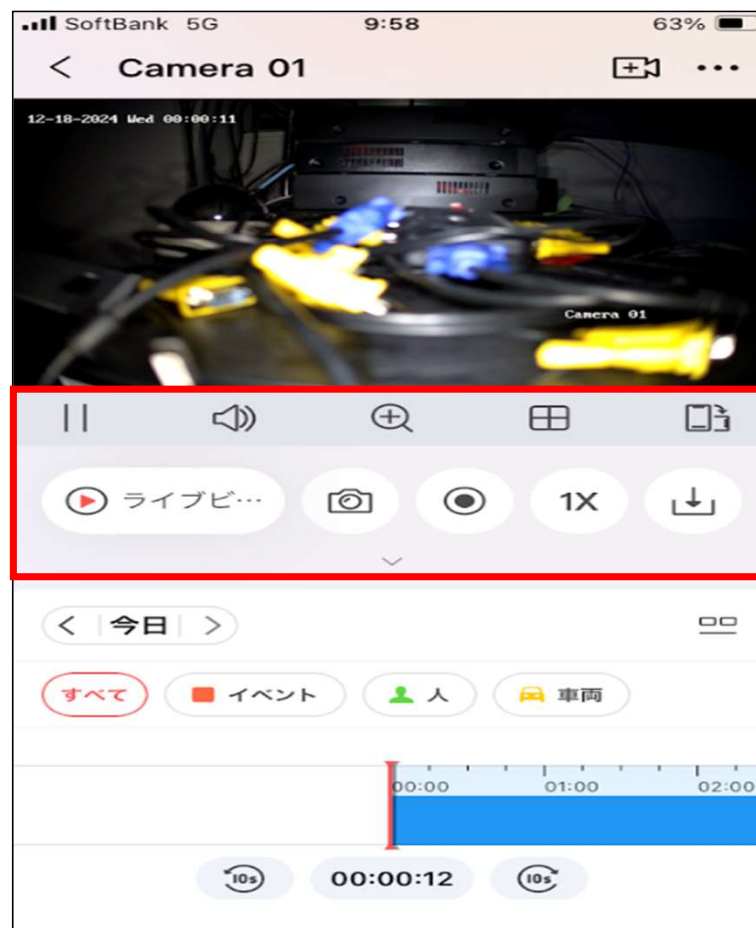 SoftBank 5G 9:58 63%
Camera 01
12-18-2024 Wed 00:00:11
Camera 01
ライブビ… 1X
今日
すべて イベント 人 車両
00:00 01:00 02:00
10s 00:00:12 10s